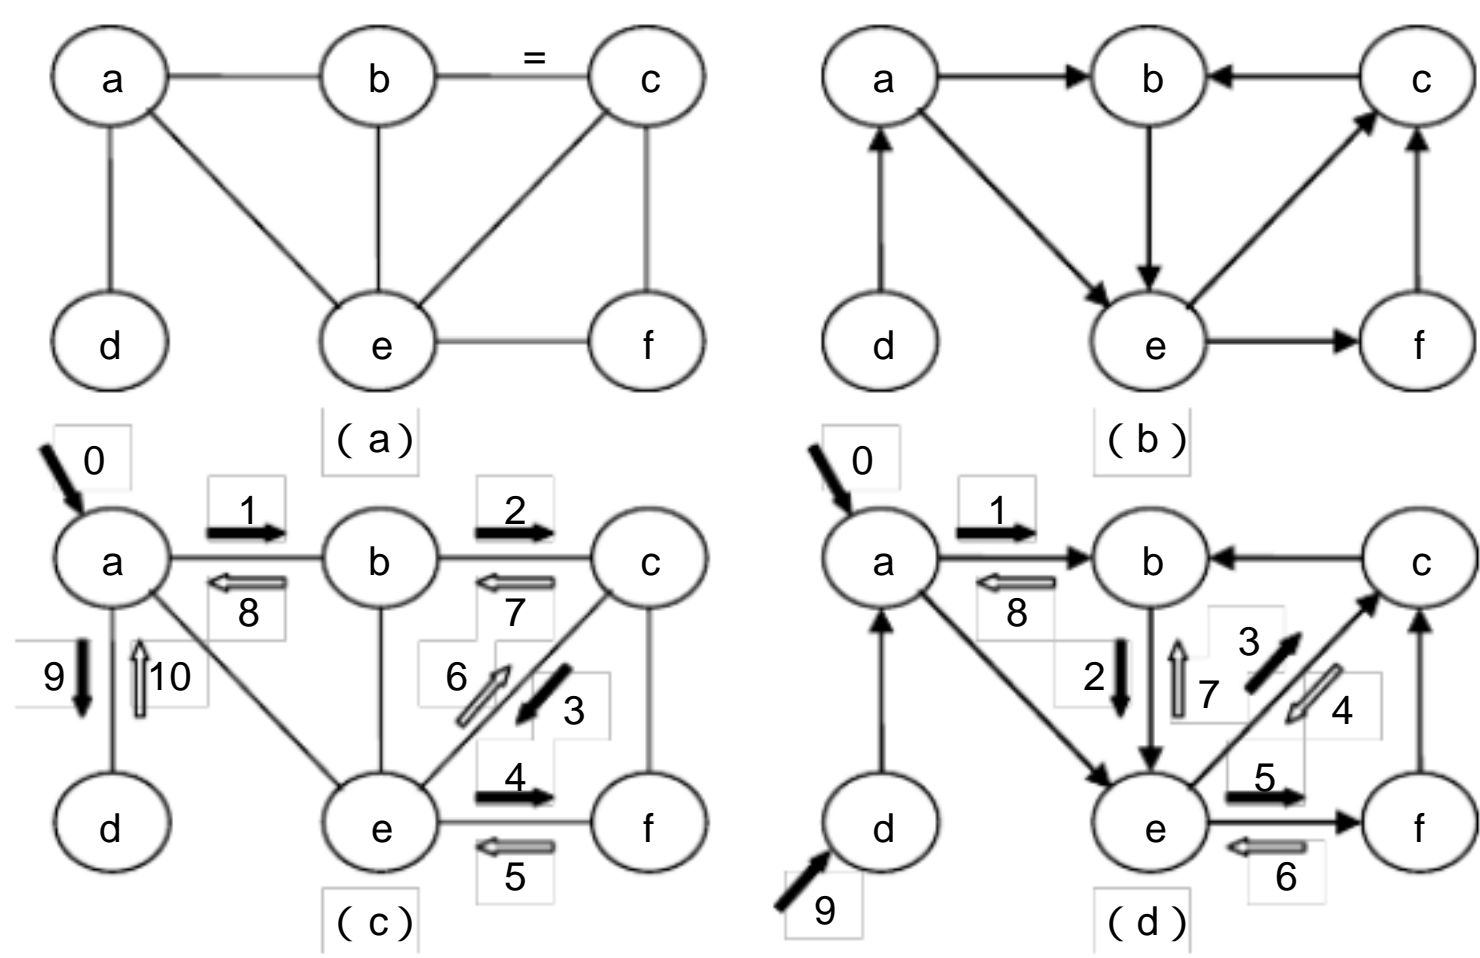 =
a b c a b c
d e f d e f
( a ) ( b )
0 0
1 2 1
a b c a b c
8 7 8
9 10 6 3 2 7 3 4
4 5
d e f d e f
5 6
9
( c ) ( d )